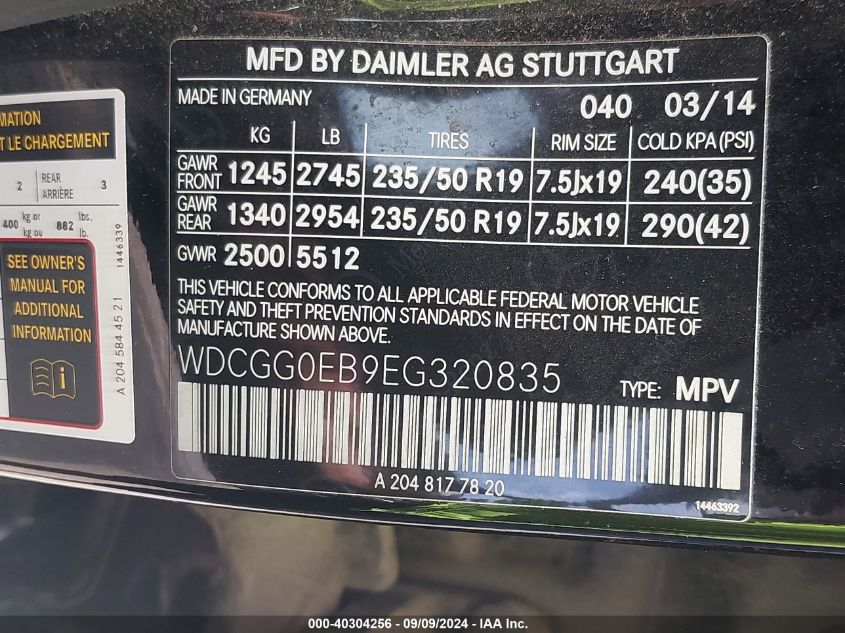 MFD BY DAIMLER AG STUTTGART
MADE IN GERMANY 040 03/14
KG LB TIRES RIM SIZE COLD KPA (PSI)
GAWR FRONT 1245 2745 235/50 R19 7.5Jx19 240(35)
GAWR REAR 1340 2954 235/50 R19 7.5Jx19 290(42)
GVWR 2500 5512
THIS VEHICLE CONFORMS TO ALL APPLICABLE FEDERAL MOTOR VEHICLE
SAFETY AND THEFT PREVENTION STANDARDS IN EFFECT ON THE DATE OF
MANUFACTURE SHOWN ABOVE.
WDCGG0EB9EG320835 TYPE: MPV
A 204 817 78 20
14463392
MATION
T LE CHARGEMENT
2 REAR 3
ARRIÈRE
400 kg or 882 lbs.
kg ou lb.
SEE OWNER'S
MANUAL FOR
ADDITIONAL
INFORMATION
1446339
A 204 584 45 21
000-40304256 - 09/09/2024 - IAA Inc.